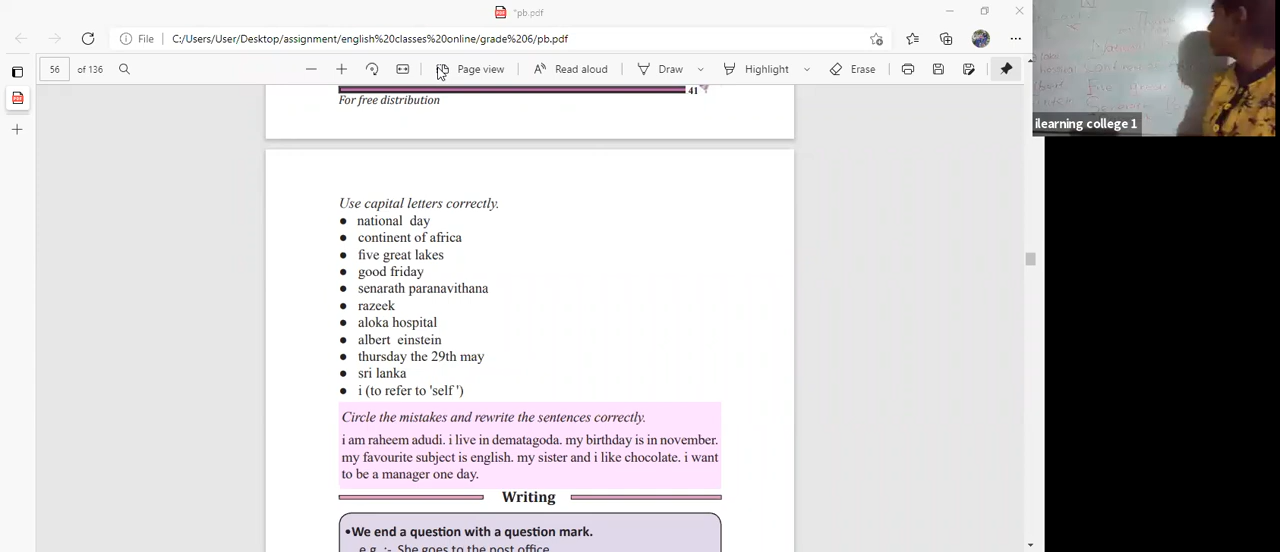 *pb.pdf
File C:/Users/User/Desktop/assignment/english%20classes%20online/grade%206/pb.pdf
56 of 136 Page view Read aloud Draw Highlight Erase
ilearning college 1
41
For free distribution
Use capital letters correctly.
● national day
● continent of africa
● five great lakes
● good friday
● senarath paranavithana
● razeek
● aloka hospital
● albert einstein
● thursday the 29th may
● sri lanka
● i (to refer to 'self ')
Circle the mistakes and rewrite the sentences correctly.
i am raheem adudi. i live in dematagoda. my birthday is in november.
my favourite subject is english. my sister and i like chocolate. i want
to be a manager one day.
Writing
•We end a question with a question mark.
e.g. :- She goes to the post office